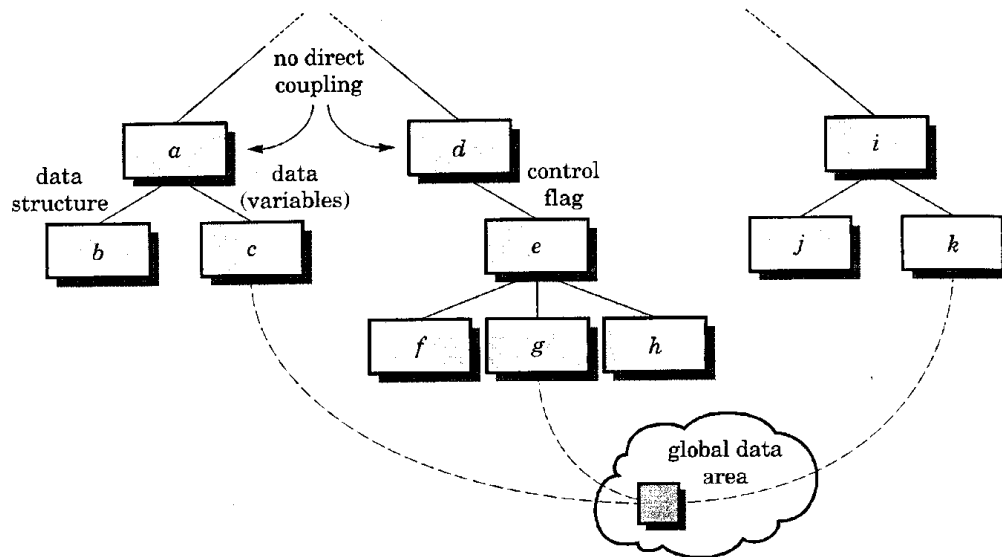 no direct
coupling
a
d
i
data
structure
data
(variables)
control
flag
b
c
e
j
k
f
g
h
global data
area